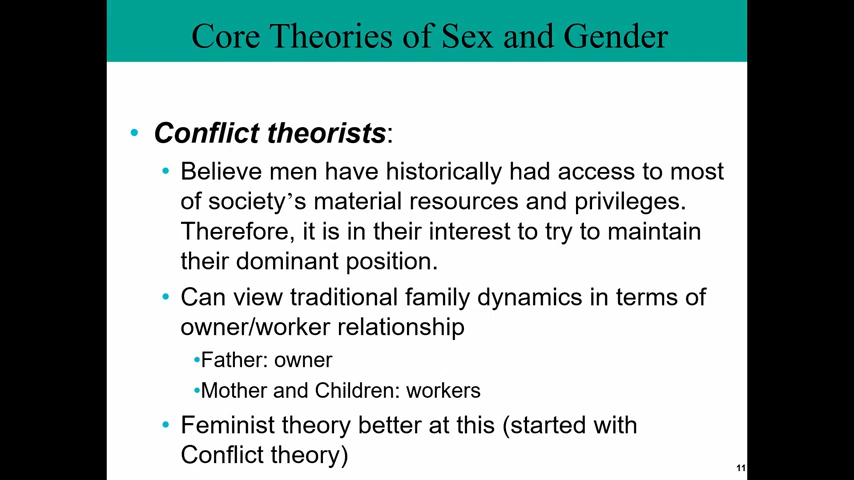 Core Theories of Sex and Gender
• Conflict theorists:
• Believe men have historically had access to most
of society’s material resources and privileges.
Therefore, it is in their interest to try to maintain
their dominant position.
• Can view traditional family dynamics in terms of
owner/worker relationship
•Father: owner
•Mother and Children: workers
• Feminist theory better at this (started with
Conflict theory)
11